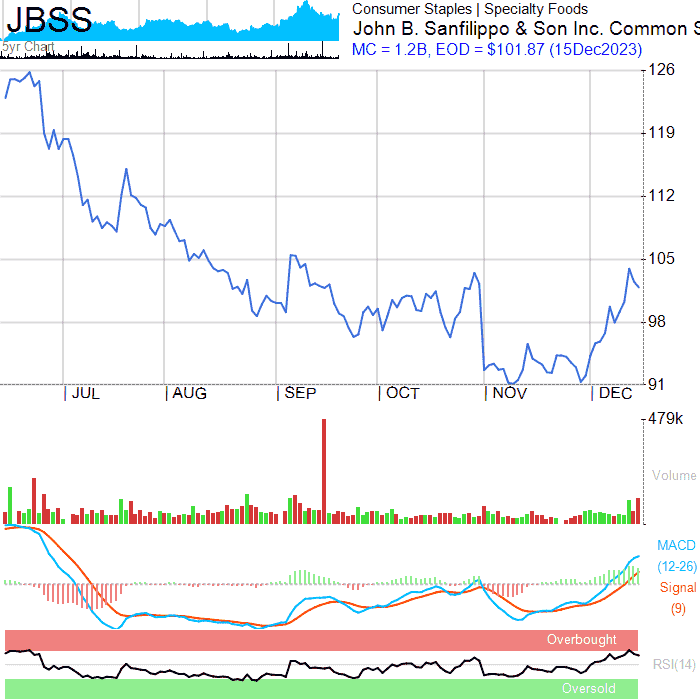 JBSS
5yr Chart
Consumer Staples | Specialty Foods
John B. Sanfilippo & Son Inc. Common S
MC = 1.2B, EOD = $101.87 (15Dec2023)
126
119
112
105
98
91
JUL AUG SEP OCT NOV DEC
479k
Volume
MACD
(12-26)
Signal
(9)
Overbought
RSI(14)
Oversold